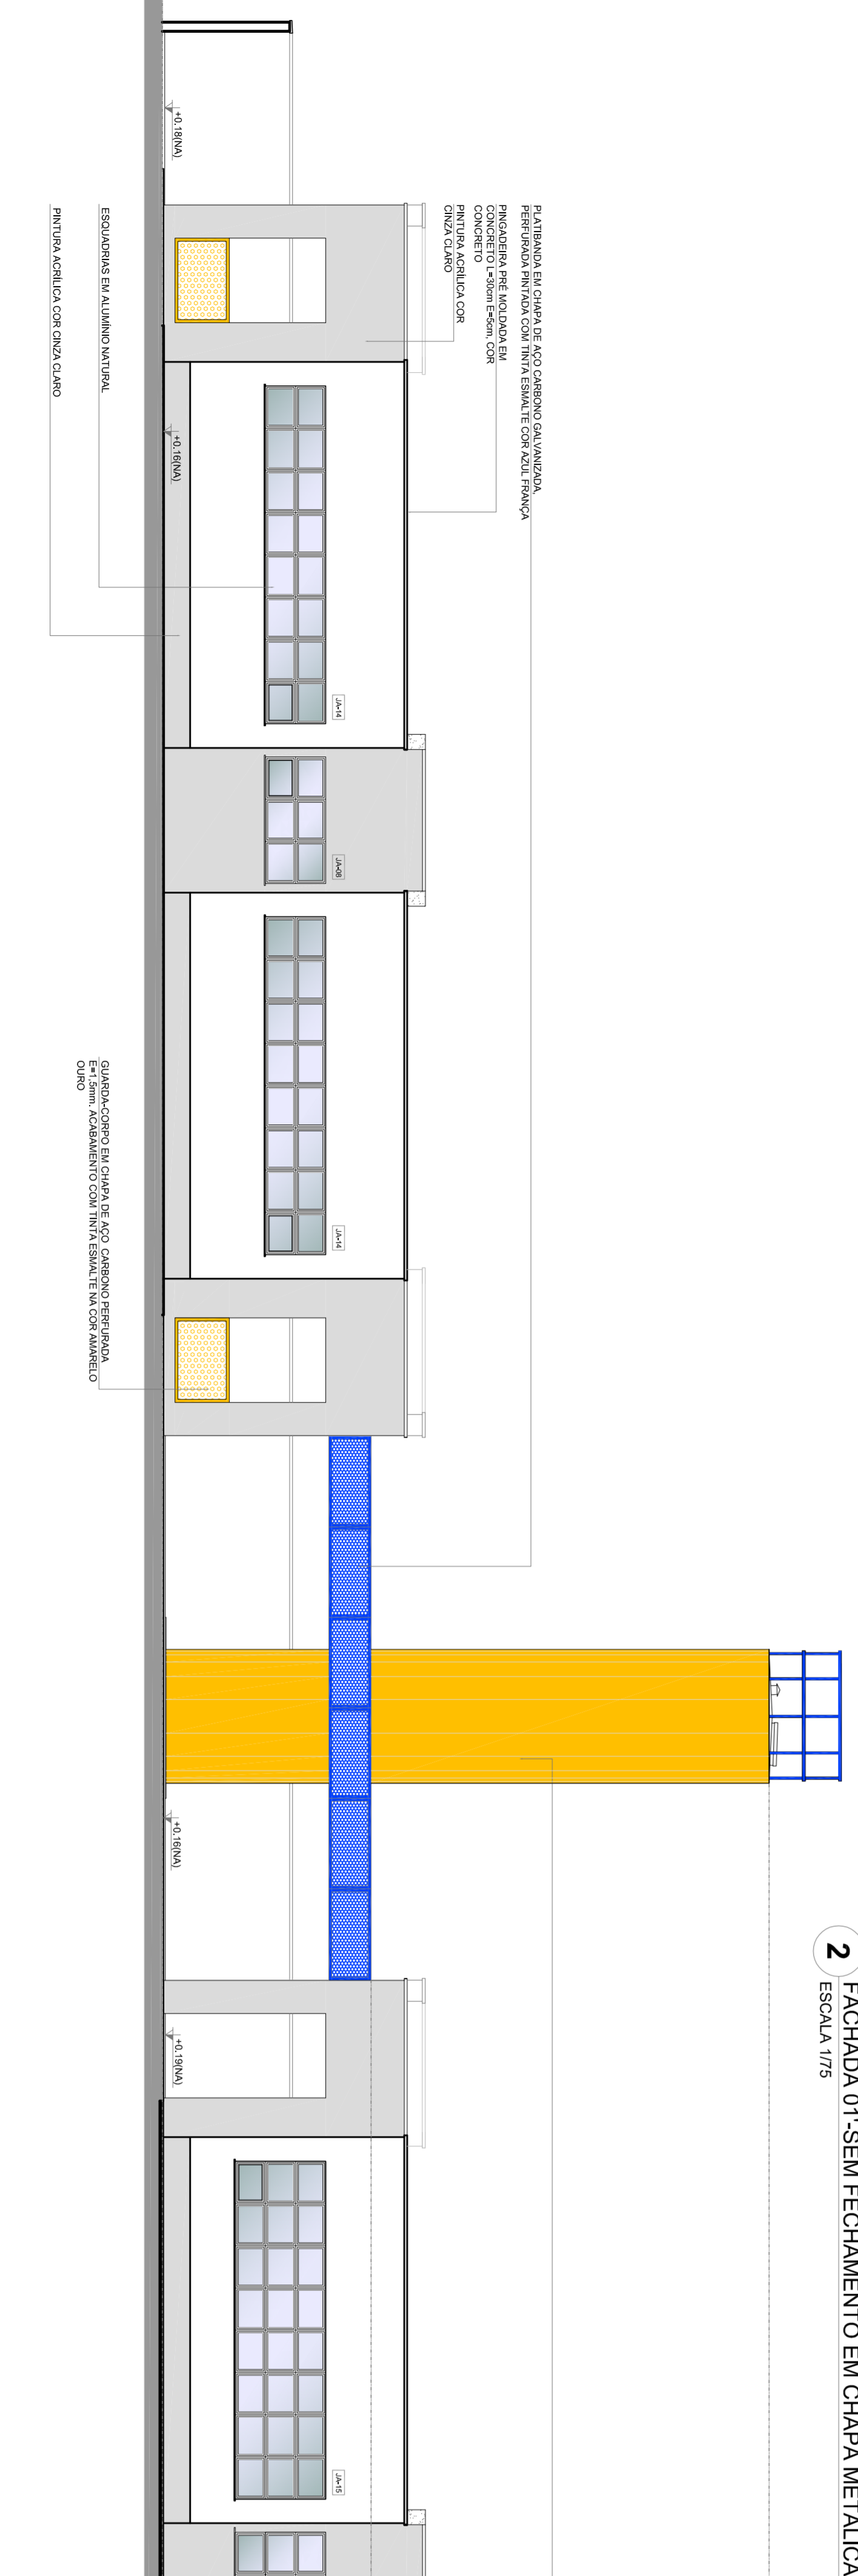 2
FACHADA 01'-SEM FECHAMENTO EM CHAPA METÁLICA
ESCALA 1/75
PLATIBANDA EM CHAPA DE AÇO CARBONO GALVANIZADA,
PERFURADA PINTADA COM TINTA ESMALTE COR AZUL FRANÇA
PINGADEIRA PRÉ MOLDADA EM
CONCRETO L=30cm E=5cm, COR
CONCRETO
PINTURA ACRÍLICA COR
CINZA CLARO
JA-14
JA-08
JA-14
JA-15
+0.18(NA)
+0.16(NA)
+0.16(NA)
+0.19(NA)
ESQUADRIAS EM ALUMÍNIO NATURAL
PINTURA ACRÍLICA COR CINZA CLARO
GUARDA-CORPO EM CHAPA DE AÇO CARBONO PERFURADA
E=1,5mm. ACABAMENTO COM TINTA ESMALTE NA COR AMARELO
OURO